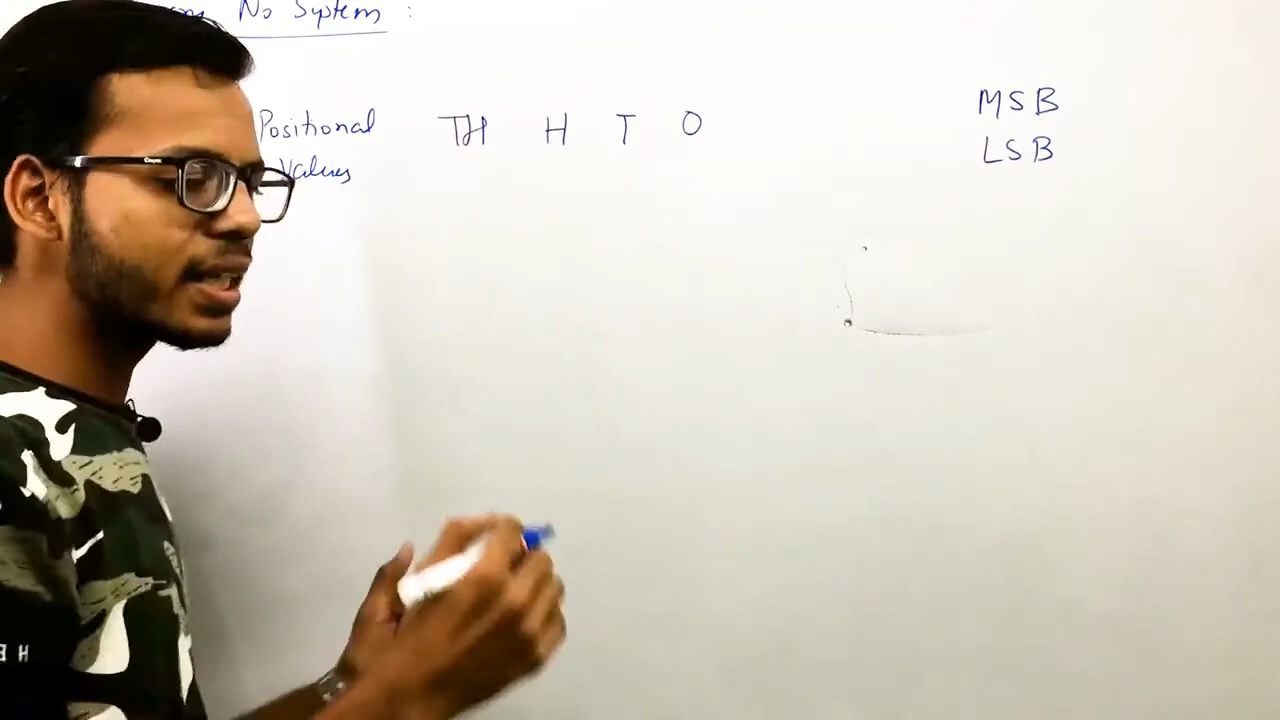 No System :
Positional TH H T O
Values
MSB
LSB